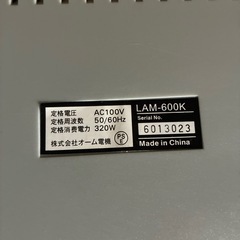 定格電圧 AC100V
定格周波数 50/60Hz
定格消費電力 320W
株式会社オーム電機
PSE
LAM-600K
Serial No.
6013023
Made in China